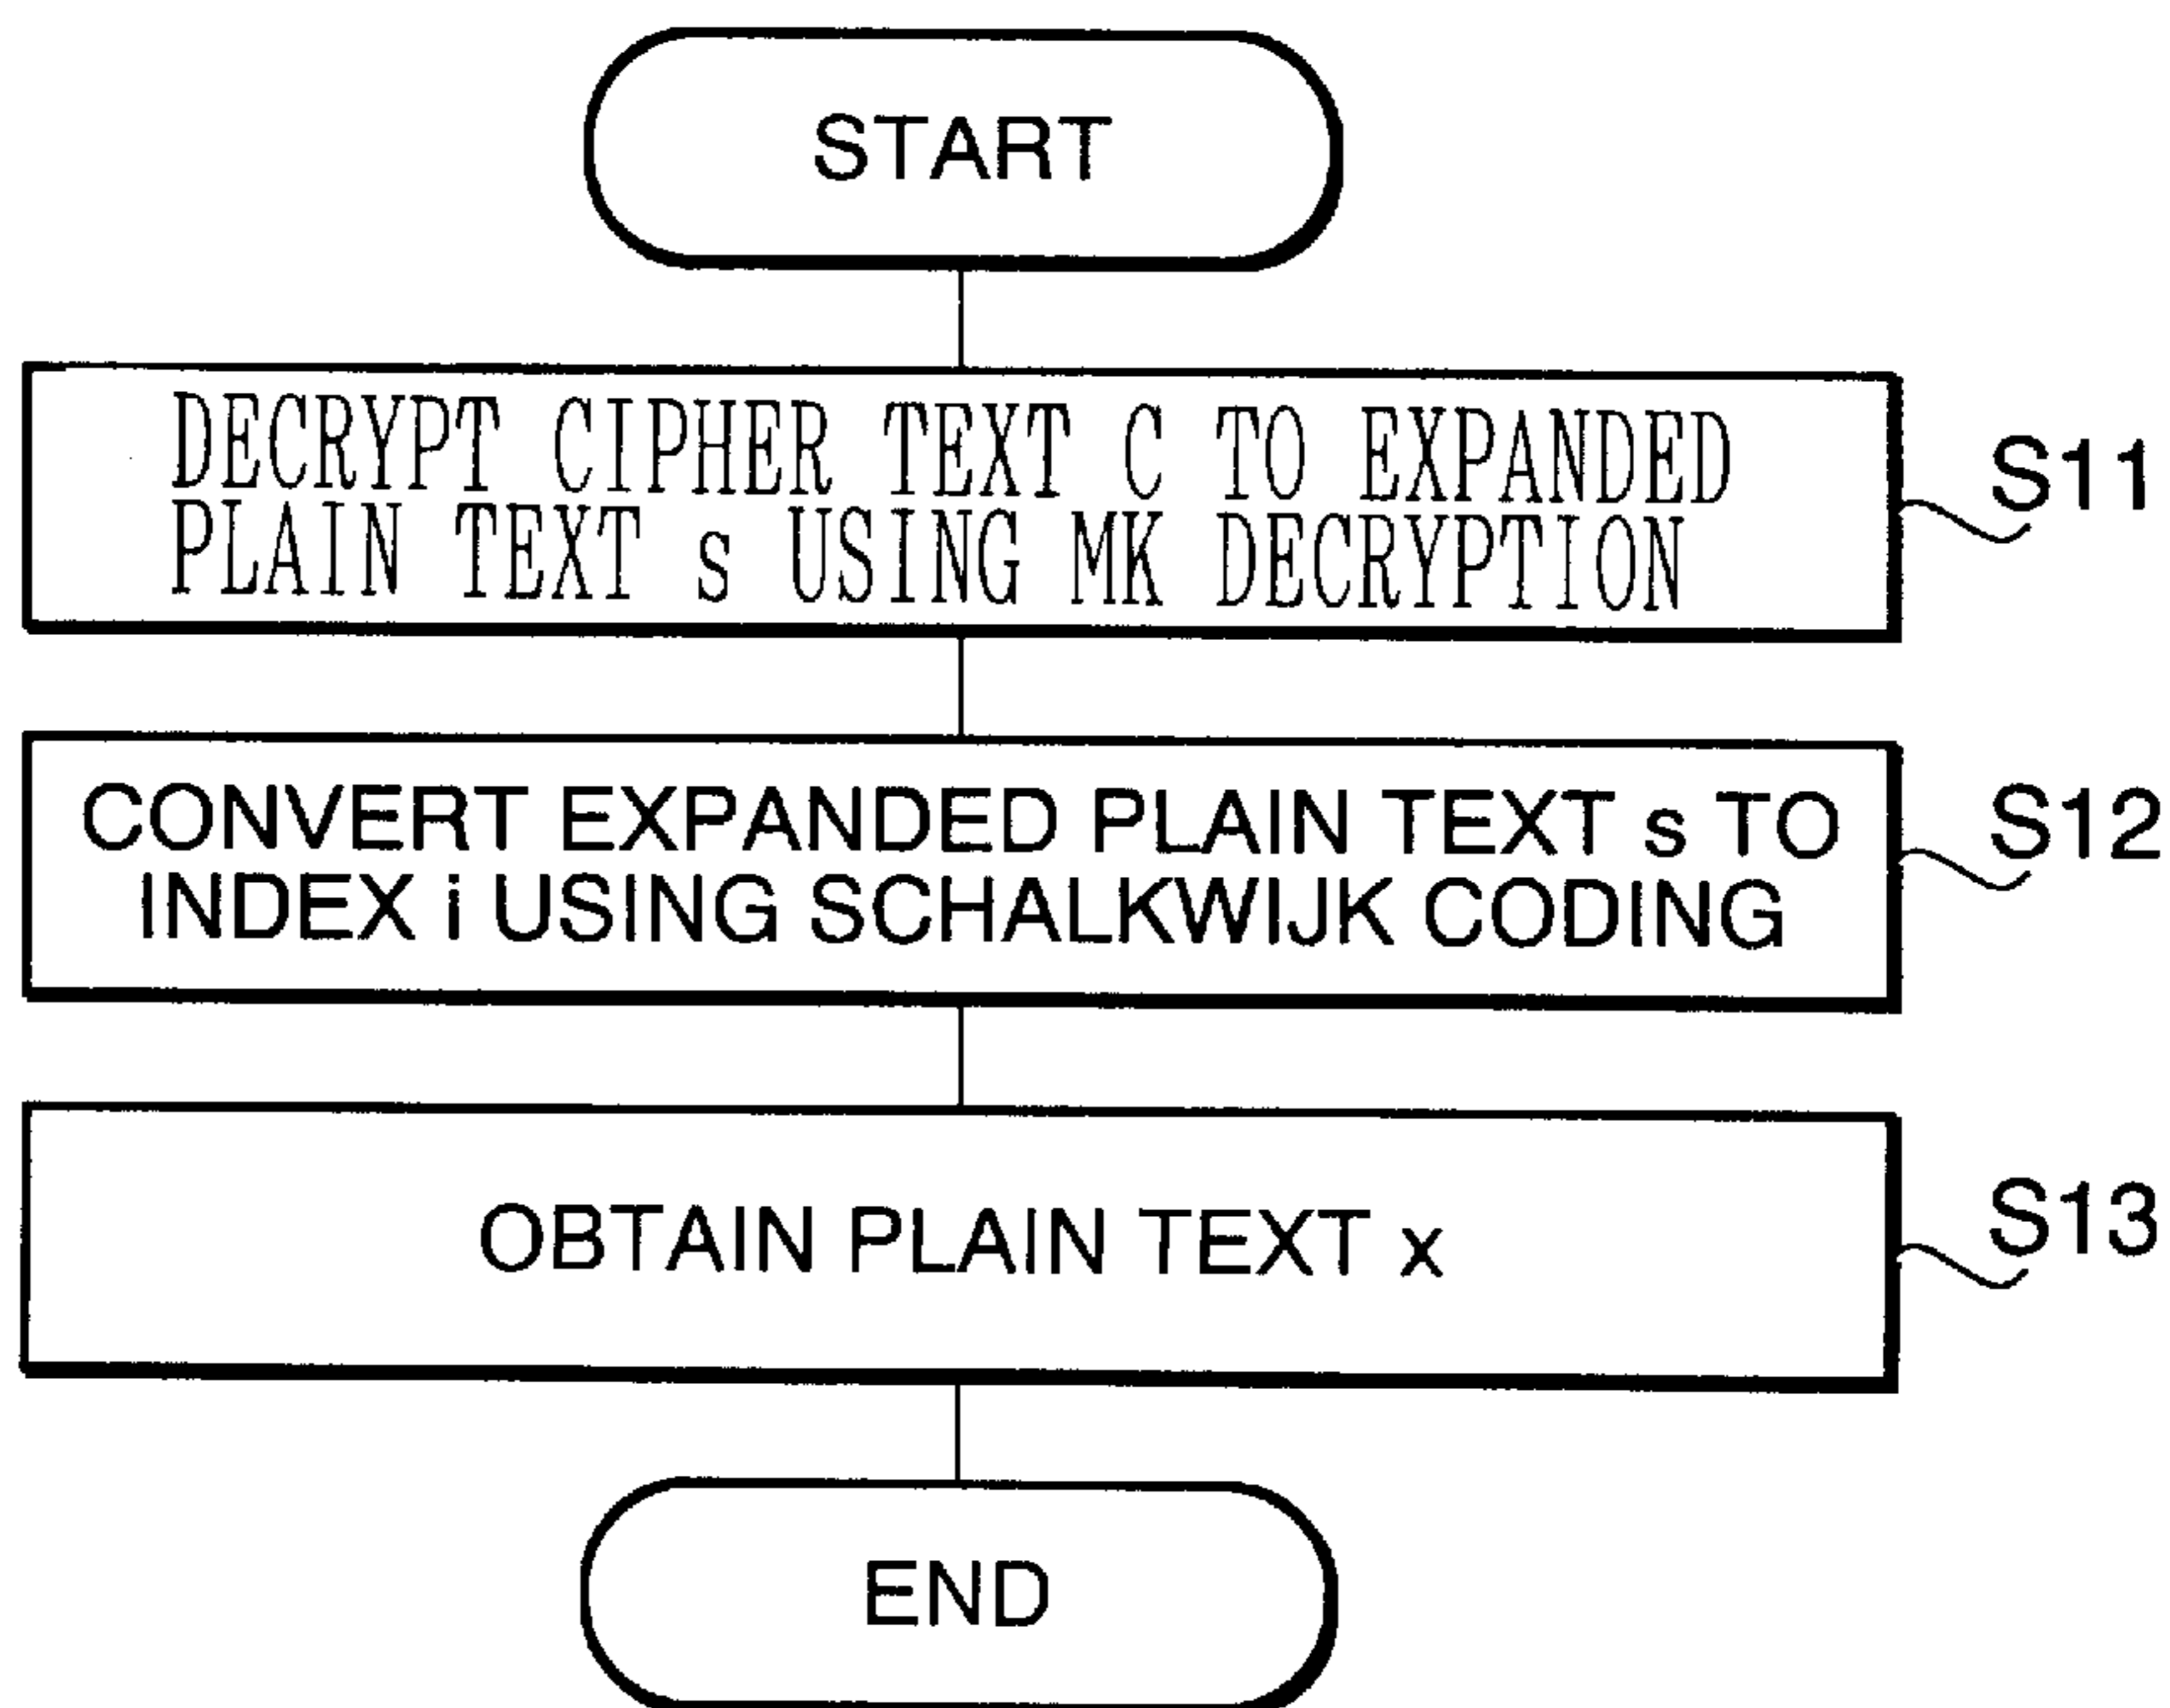 START
DECRYPT CIPHER TEXT C TO EXPANDED
PLAIN TEXT s USING MK DECRYPTION
S11
CONVERT EXPANDED PLAIN TEXT s TO
INDEX i USING SCHALKWIJK CODING
S12
OBTAIN PLAIN TEXT x
S13
END